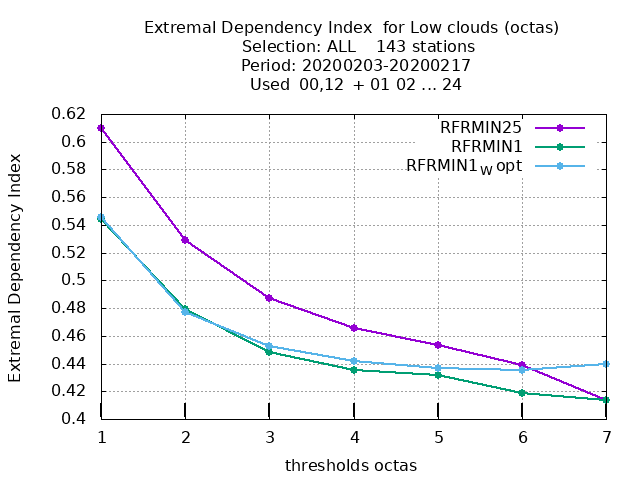 Extremal Dependency Index  for Low clouds (octas)
Selection: ALL    143 stations
Period: 20200203-20200217
Used  00,12  + 01 02 ... 24
Extremal Dependency Index
0.62
0.6
0.58
0.56
0.54
0.52
0.5
0.48
0.46
0.44
0.42
0.4
RFRMIN25
RFRMIN1
RFRMIN1W opt
1 2 3 4 5 6 7
thresholds octas